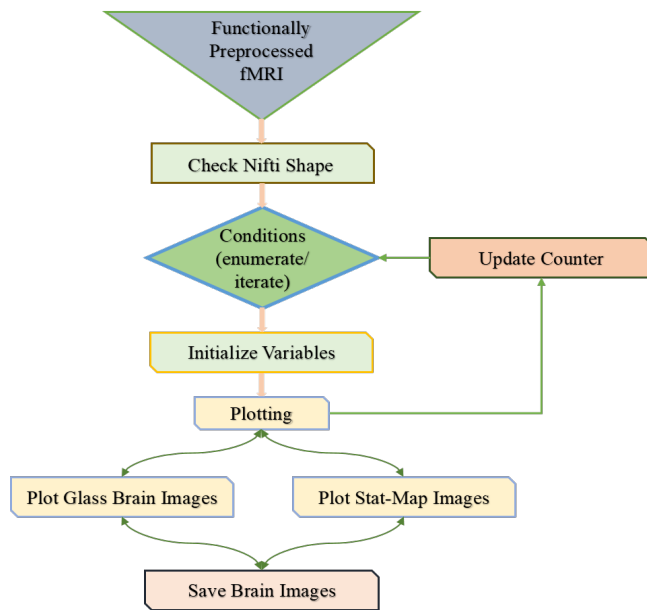 Functionally
Preprocessed
fMRI
Check Nifti Shape
Conditions
(enumerate/
iterate)
Update Counter
Initialize Variables
Plotting
Plot Glass Brain Images
Plot Stat-Map Images
Save Brain Images